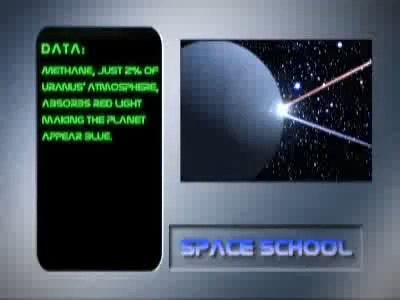 DATA:
METHANE, JUST 2% OF
URANUS' ATMOSPHERE,
ABSORBS RED LIGHT
MAKING THE PLANET
APPEAR BLUE.
SPACE SCHOOL